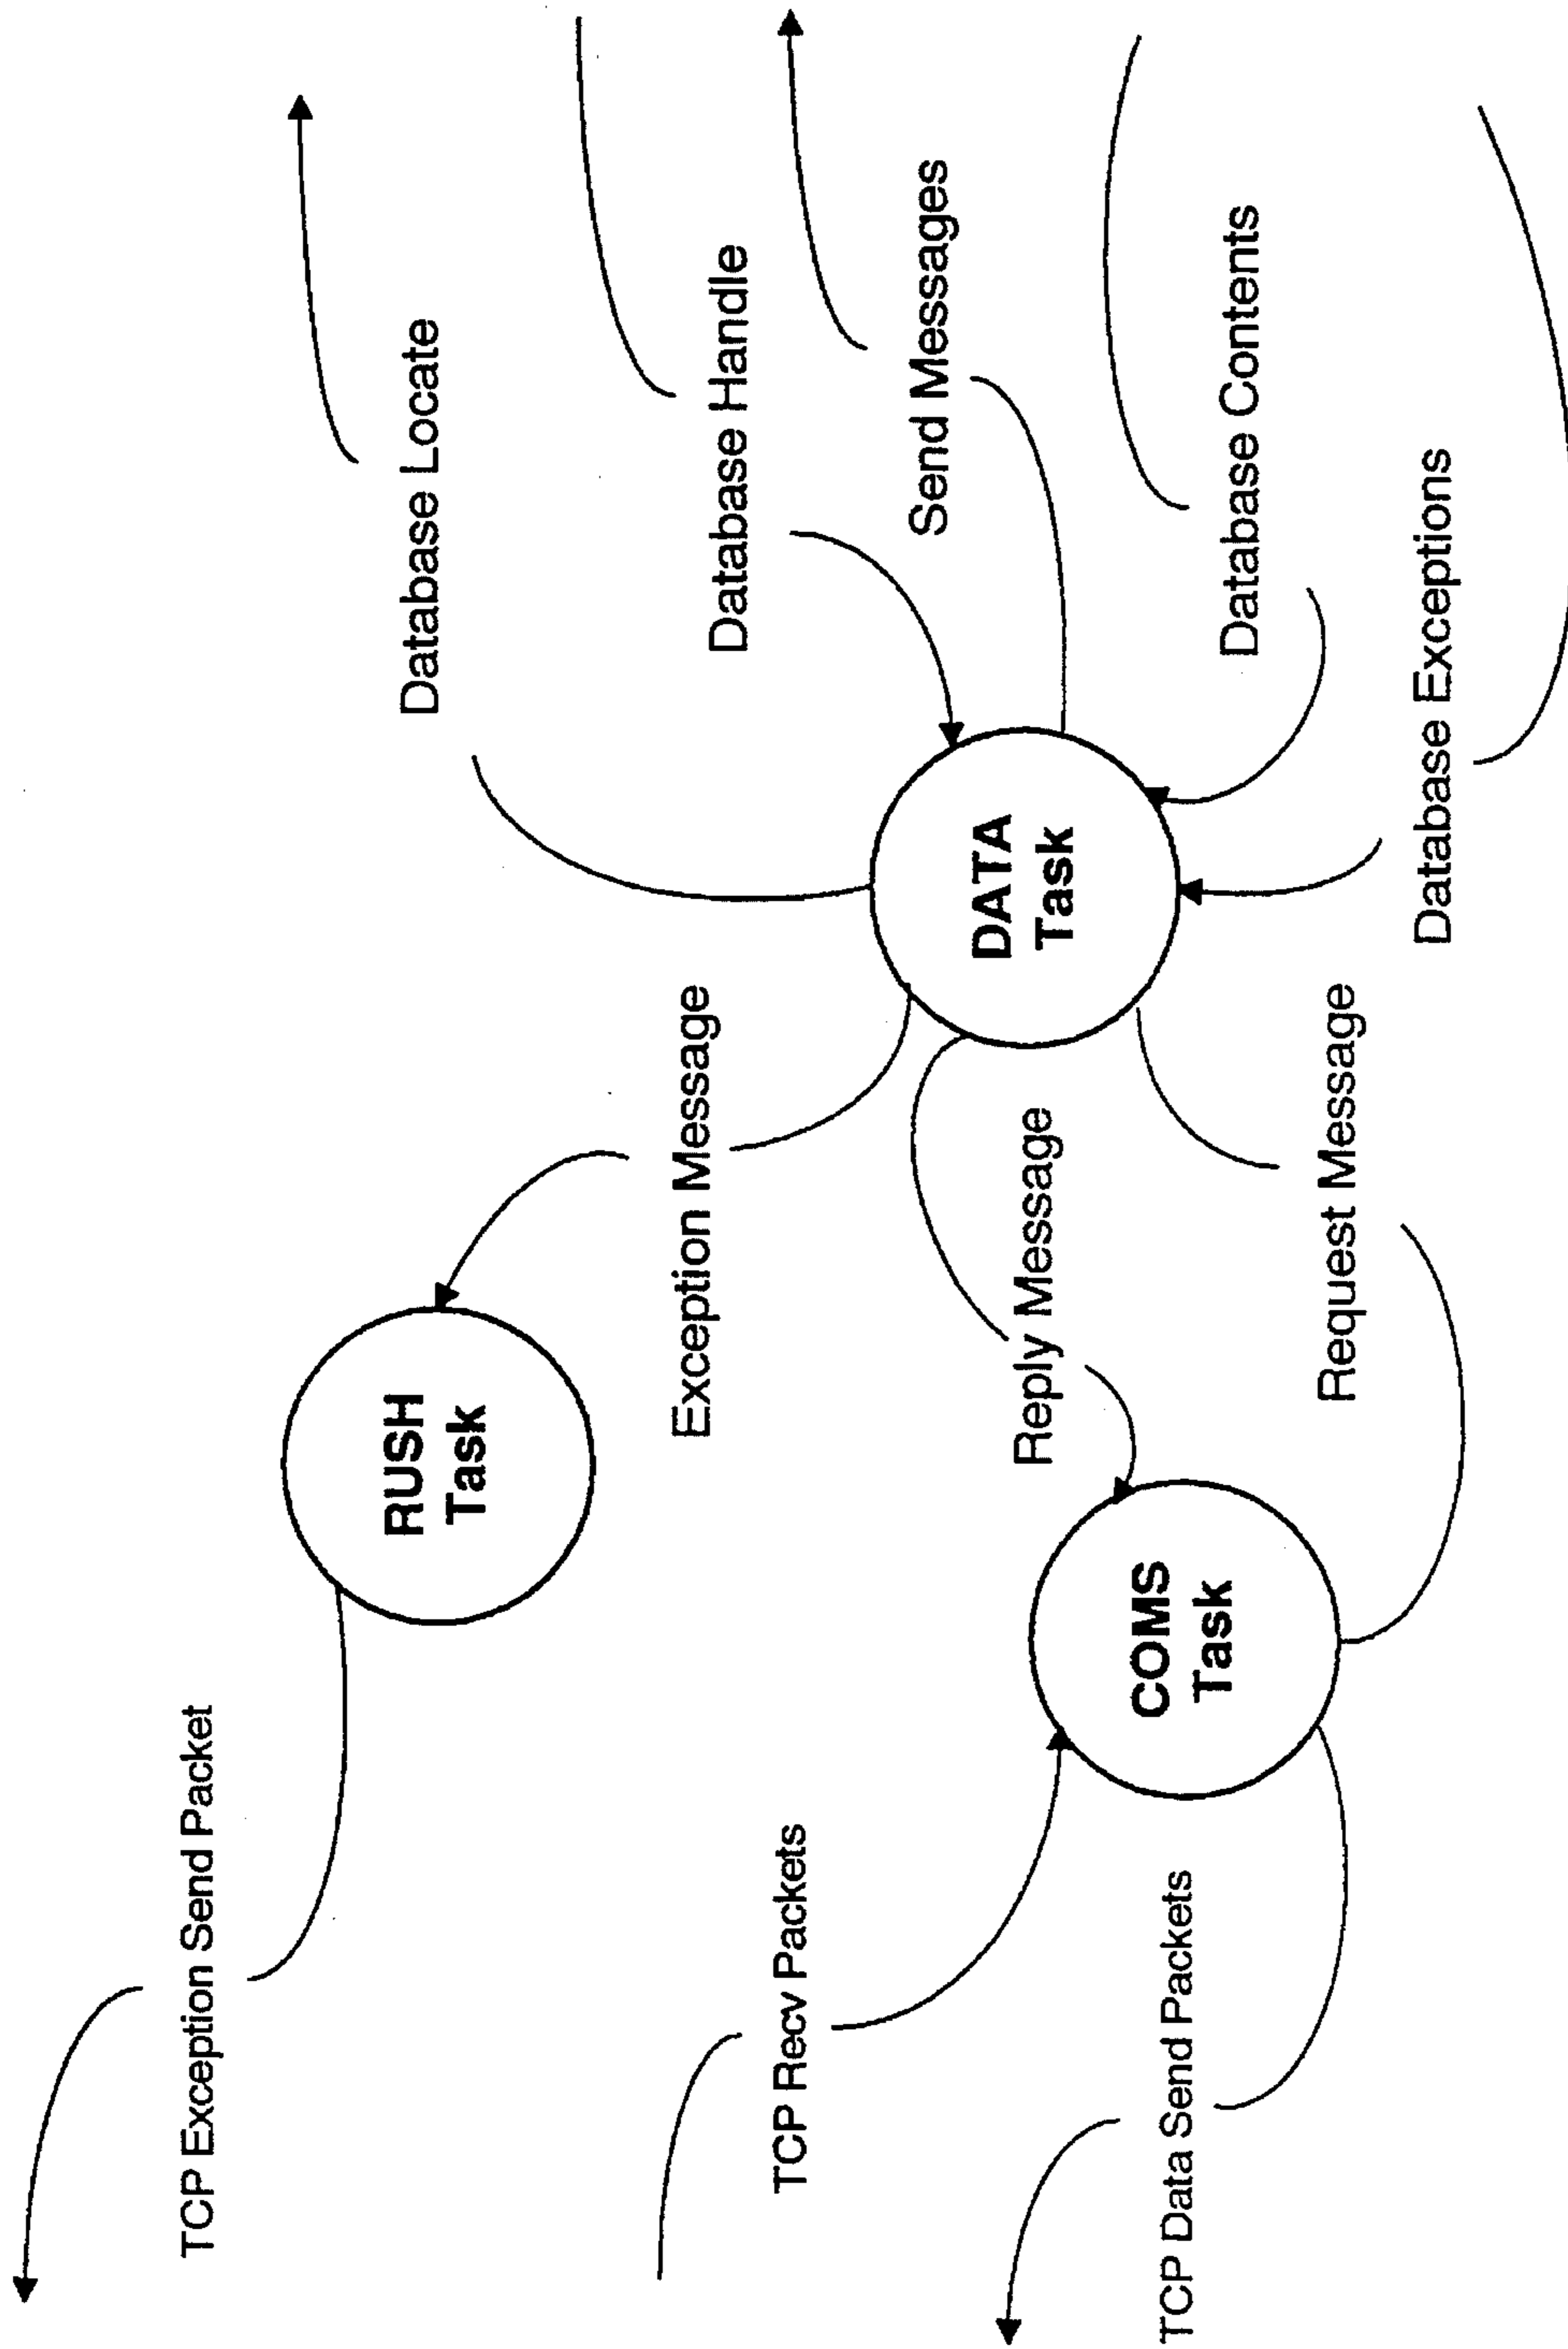 TCP Exception Send Packet
RUSH
Task
Database Locate
Exception Message
Database Handle
TCP Recv Packets
Send Messages
DATA
Task
Reply Message
COMS
Task
TCP Data Send Packets
Database Contents
Request Message
Database Exceptions